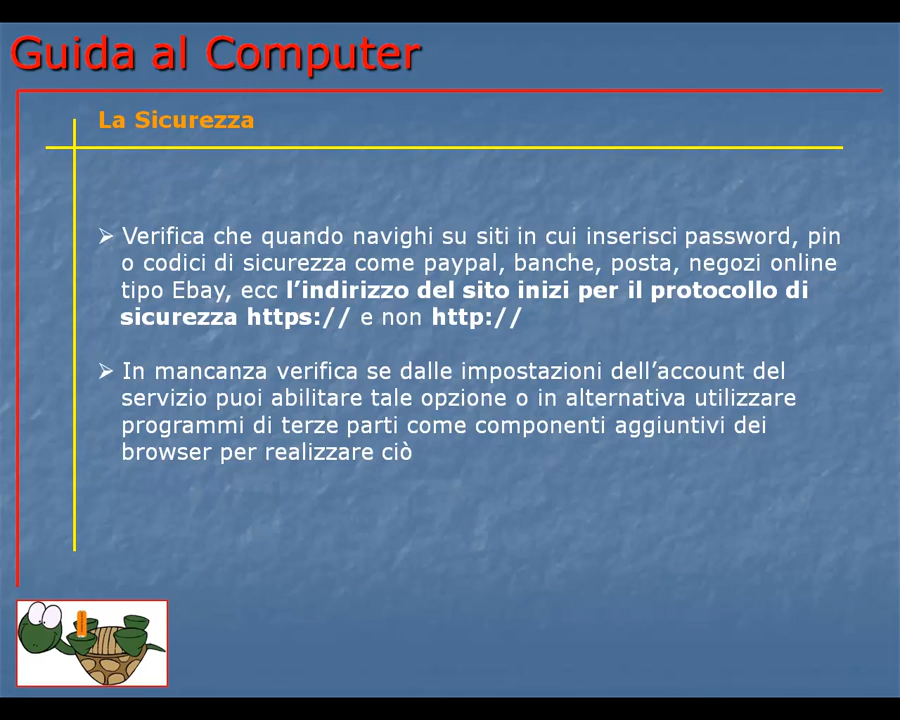 Guida al Computer
La Sicurezza
➢ Verifica che quando navighi su siti in cui inserisci password, pin
o codici di sicurezza come paypal, banche, posta, negozi online
tipo Ebay, ecc l’indirizzo del sito inizi per il protocollo di
sicurezza https:// e non http://
➢ In mancanza verifica se dalle impostazioni dell’account del
servizio puoi abilitare tale opzione o in alternativa utilizzare
programmi di terze parti come componenti aggiuntivi dei
browser per realizzare ciò